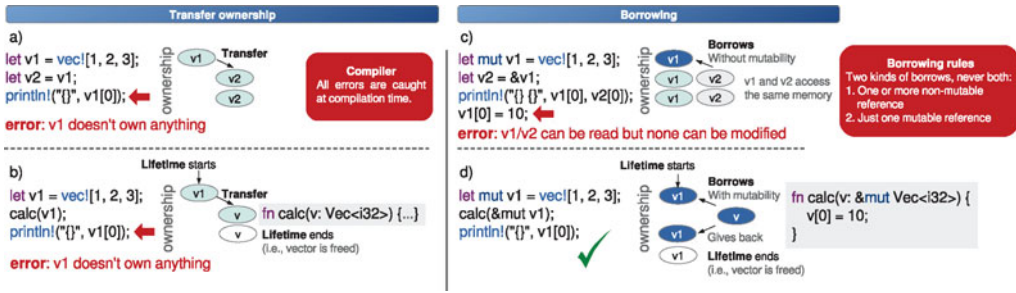 Transfer ownership
a)
let v1 = vec![1, 2, 3];
let v2 = v1;
println!("{}", v1[0]);
error: v1 doesn't own anything
ownership
v1
Transfer
v2
v2
Compiler
All errors are caught
at compilation time.
b)
Lifetime starts
let v1 = vec![1, 2, 3];
calc(v1);
println!("{}", v1[0]);
error: v1 doesn't own anything
ownership
v1
Transfer
v
fn calc(v: Vec<i32>) {...}
v
Lifetime ends
(i.e., vector is freed)
Borrowing
c)
let mut v1 = vec![1, 2, 3];
let v2 = &v1;
println!("{} {}", v1[0], v2[0]);
v1[0] = 10;
error: v1/v2 can be read but none can be modified
ownership
v1
Borrows
Without mutability
v1 v2
v1 v2
v1 and v2 access
the same memory
Borrowing rules
Two kinds of borrows, never both:
1. One or more non-mutable
reference
2. Just one mutable reference
d)
Lifetime starts
let mut v1 = vec![1, 2, 3];
calc(&mut v1);
println!("{}", v1[0]);
ownership
v1
Borrows
With mutability
v
v1
Gives back
v1
Lifetime ends
(i.e., vector is freed)
fn calc(v: &mut Vec<i32>) {
v[0] = 10;
}